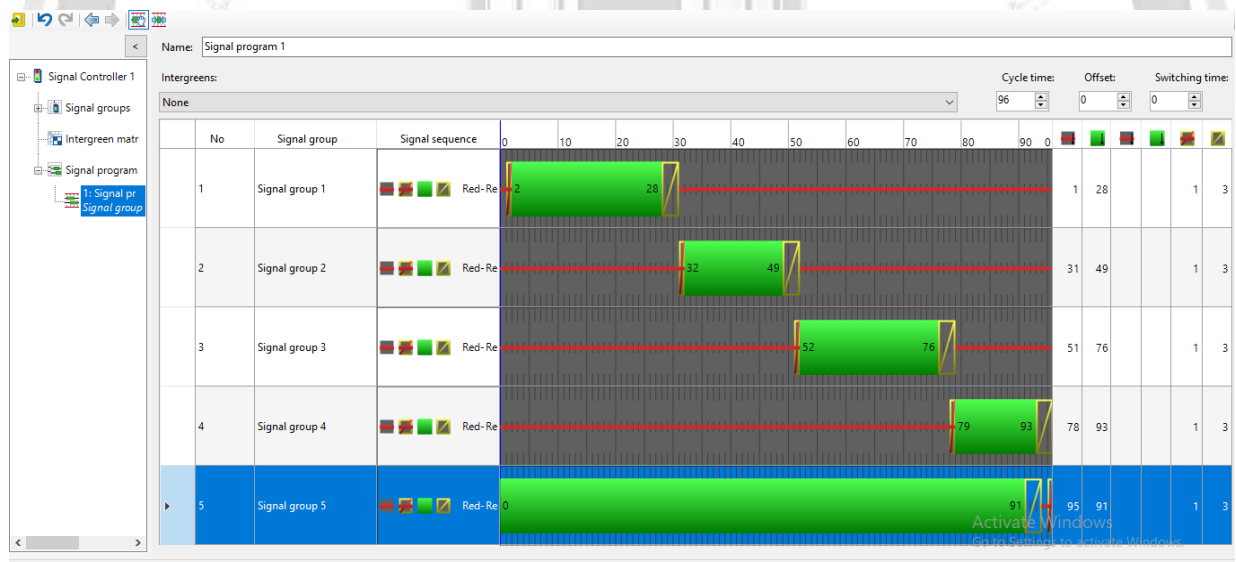 <
Name: Signal program 1
Signal Controller 1
Signal groups
Intergreen matr
Signal program
1: Signal pr
Signal group
Intergreens:
None
Cycle time: Offset: Switching time:
96 0 0
No Signal group Signal sequence 0 10 20 30 40 50 60 70 80 90 0
1 Signal group 1 Red-Re 2 28 1 28 1 3
2 Signal group 2 Red-Re 32 49 31 49 1 3
3 Signal group 3 Red-Re 52 76 51 76 1 3
4 Signal group 4 Red-Re 79 93 78 93 1 3
5 Signal group 5 Red-Re 0 91 95 91 1 3
Activate Windows
Go to Settings to activate Windows.
< >